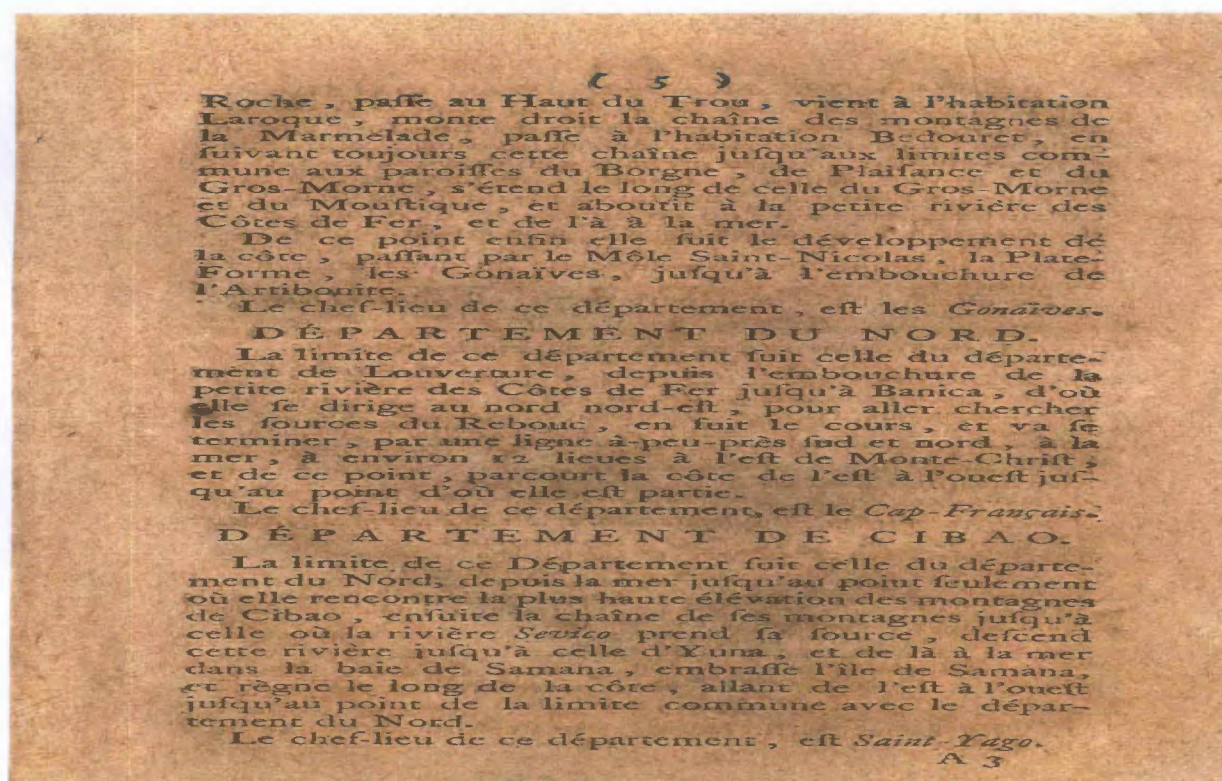 ( 5 )
Roche, paſſe au Haut du Trou, vient à l'habitation
Laroque, monte droit la chaîne des montagnes de
la Marmelade, paſſe à l'habitation Bedouret, en
ſuivant toujours cette chaîne juſqu'aux limites com-
mune aux paroiſſes du Borgne, de Plaiſance et du
Gros-Morne, s'étend le long de celle du Gros-Morne
et du Mouſtique, et aboutit à la petite rivière des
Côtes de Fer, et de l'à à la mer.
De ce point enfin elle ſuit le développement de
la côte, paſſant par le Môle Saint-Nicolas, la Plate-
Forme, les Gonaïves, juſqu'à l'embouchure de
l'Artibonite.
Le chef-lieu de ce département, eſt les Gonaïves.
DÉPARTEMENT DU NORD.
La limite de ce département ſuit celle du départe-
ment de Louverture, depuis l'embouchure de la
petite rivière des Côtes de Fer juſqu'à Banica, d'où
elle ſe dirige au nord nord-eſt, pour aller chercher
les ſources du Rebouc, en ſuit le cours, et va ſe
terminer, par une ligne à-peu-près ſud et nord, à la
mer, à environ 12 lieues à l'eſt de Monte-Chriſt,
et de ce point, parcourt la côte de l'eſt à l'oueſt juſ-
qu'au point d'où elle eſt partie.
Le chef-lieu de ce département, eſt le Cap-Français.
DÉPARTEMENT DE CIBAO.
La limite de ce Département ſuit celle du départe-
ment du Nord, depuis la mer juſqu'au point ſeulement
où elle rencontre la plus haute élévation des montagnes
de Cibao, enſuite la chaîne de ſes montagnes juſqu'à
celle où la rivière Sevico prend ſa ſource, deſcend
cette rivière juſqu'à celle d'Yuna, et de là à la mer
dans la baie de Samana, embraſſe l'île de Samana,
et règne le long de la côte, allant de l'eſt à l'oueſt
juſqu'au point de la limite commune avec le dépar-
tement du Nord.
Le chef-lieu de ce département, eſt Saint-Yago.
A 3